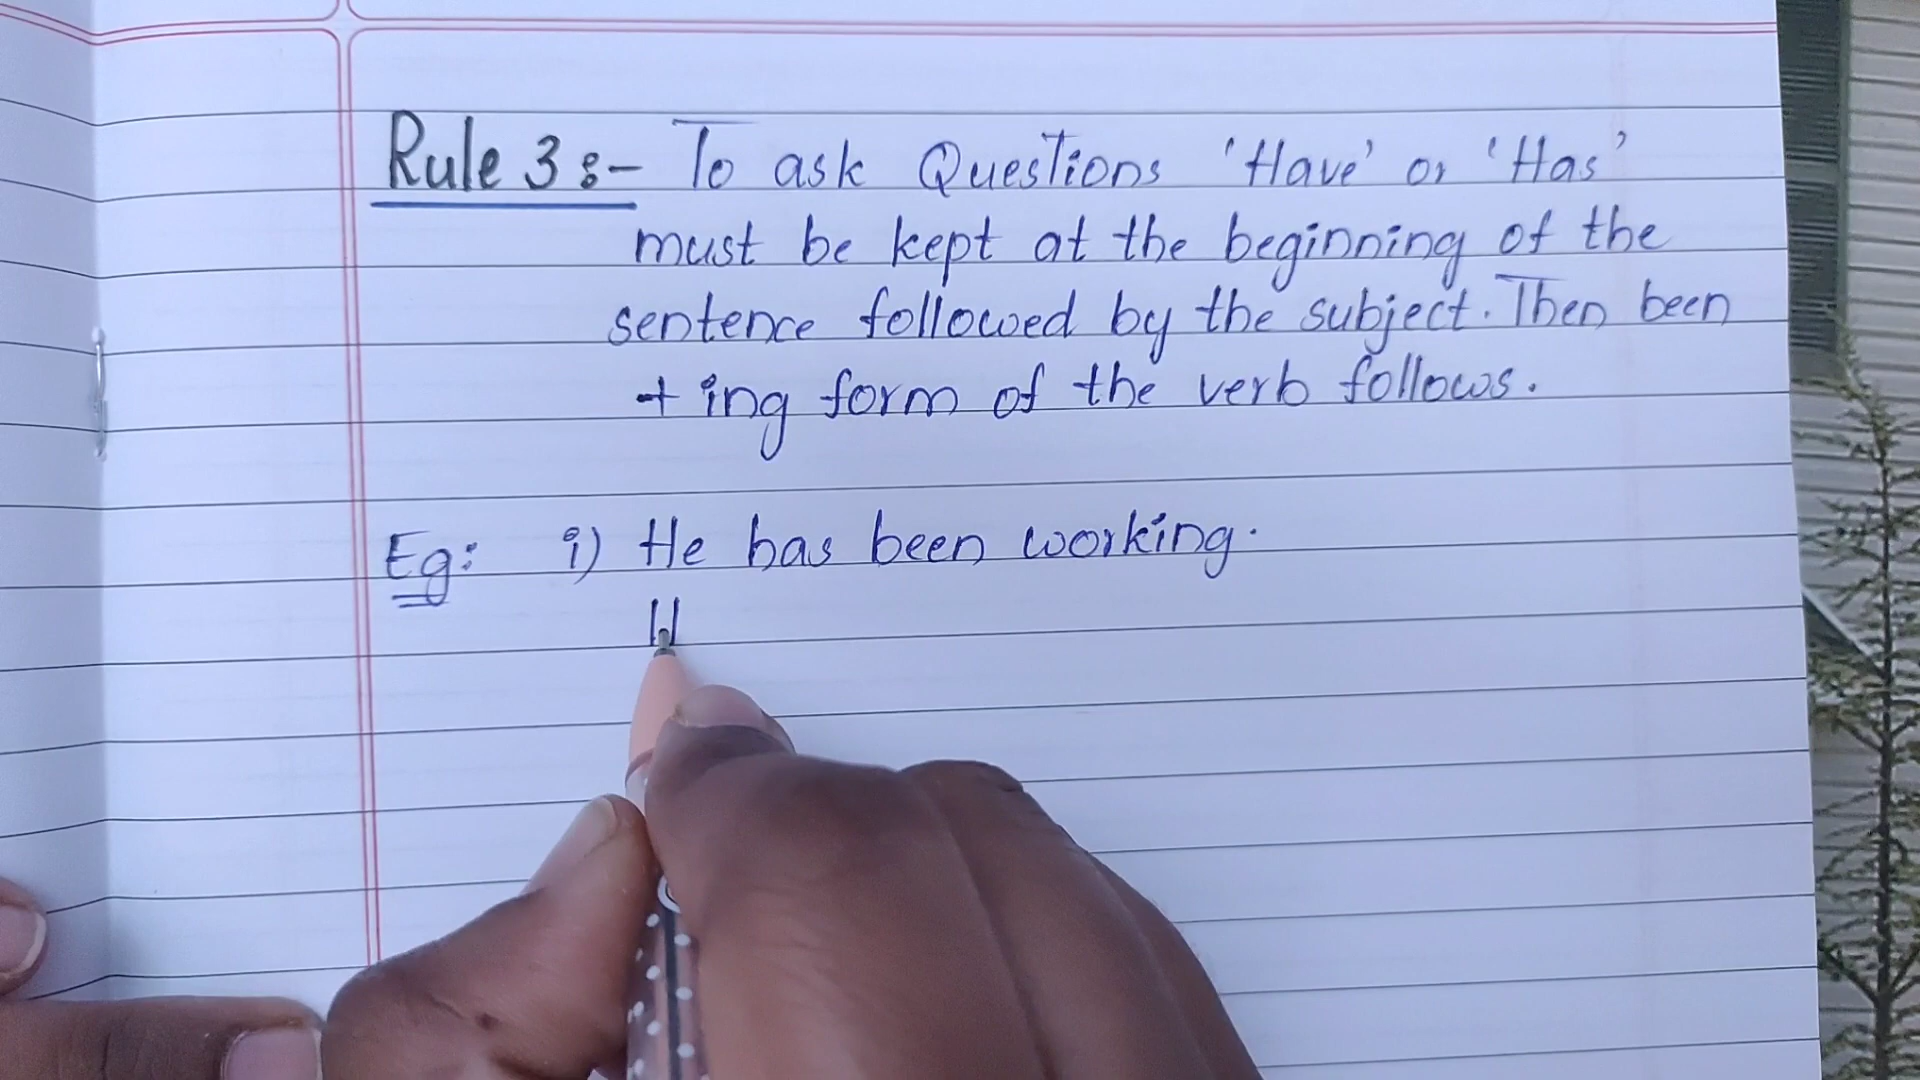 Rule 3 :- To ask Questions 'Have' or 'Has'
must be kept at the beginning of the
sentence followed by the subject. Then been
+ ing form of the verb follows.
Eg: i) He has been working.
H